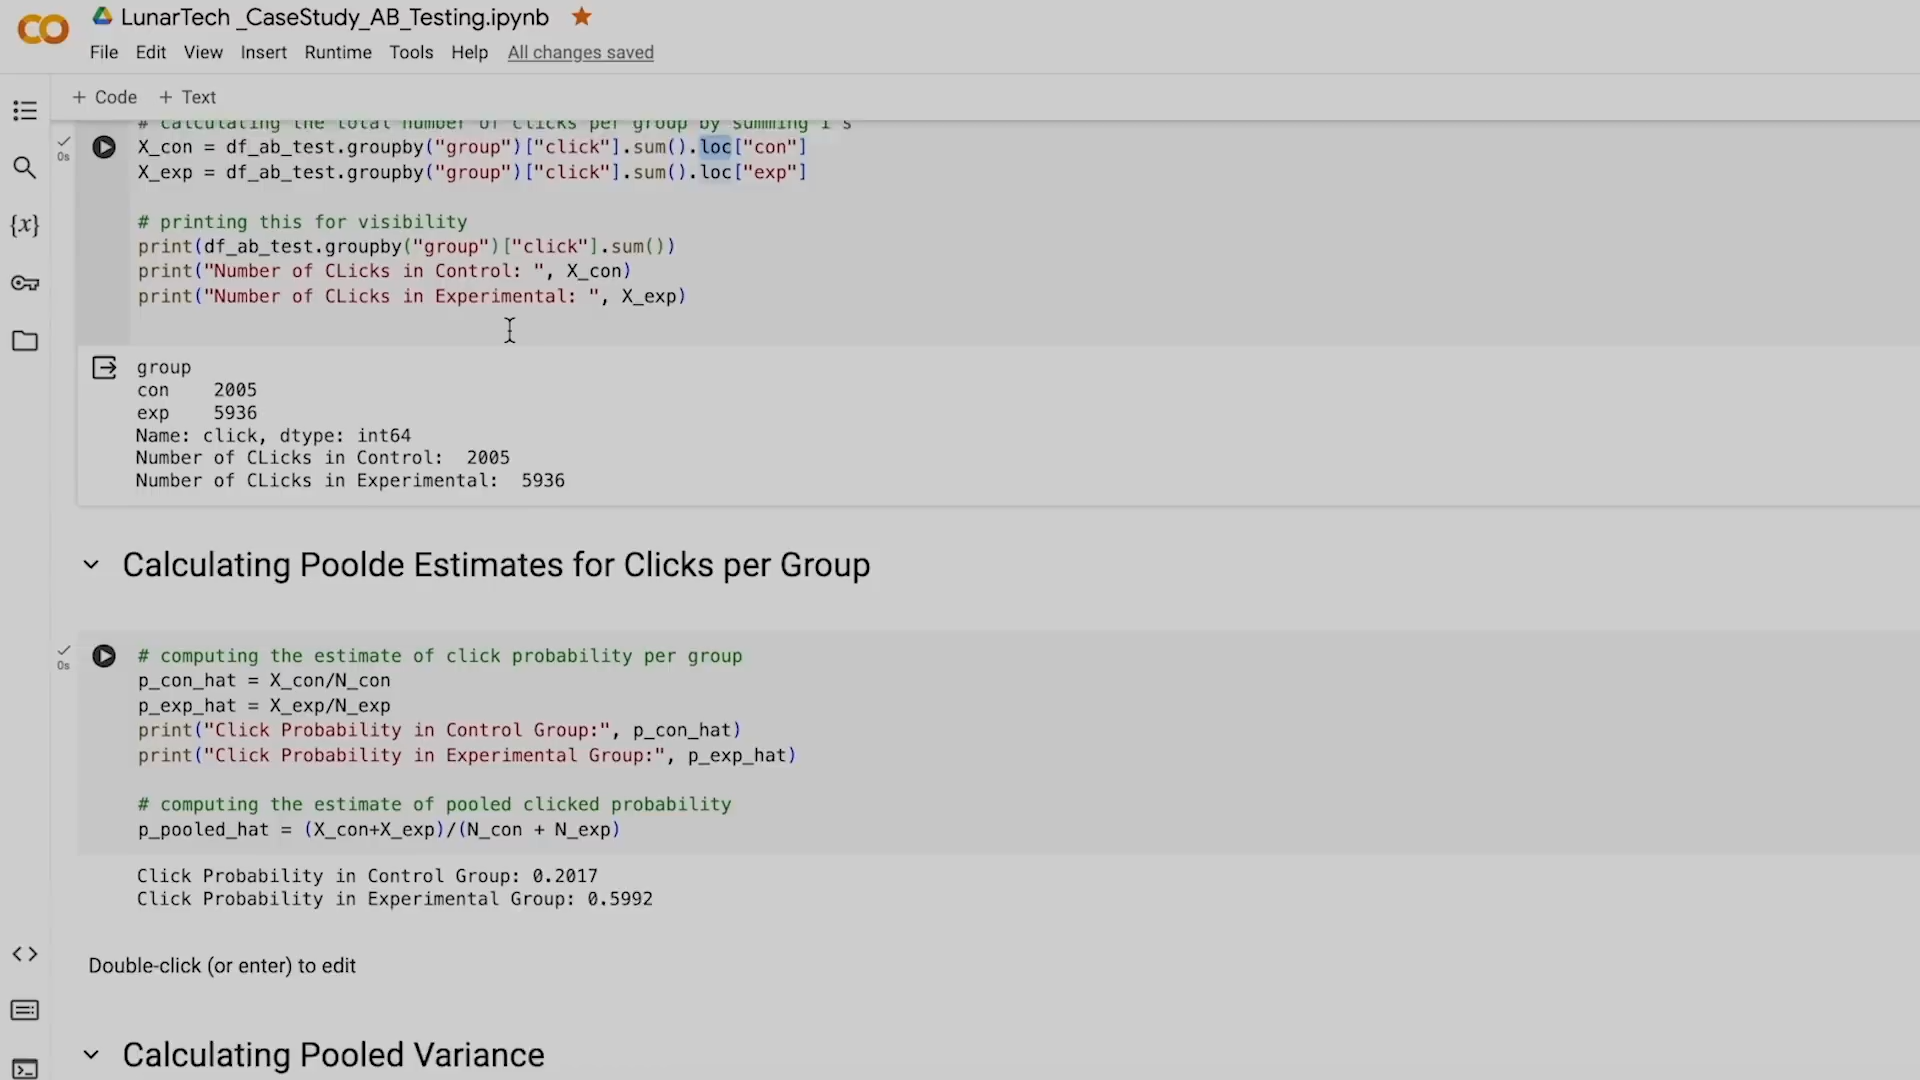 LunarTech _CaseStudy_AB_Testing.ipynb
File Edit View Insert Runtime Tools Help All changes saved
+ Code + Text
# calculating the total number of clicks per group by summing 1's
X_con = df_ab_test.groupby("group")["click"].sum().loc["con"]
X_exp = df_ab_test.groupby("group")["click"].sum().loc["exp"]
# printing this for visibility
print(df_ab_test.groupby("group")["click"].sum())
print("Number of CLicks in Control: ", X_con)
print("Number of CLicks in Experimental: ", X_exp)
0s
group
con 2005
exp 5936
Name: click, dtype: int64
Number of CLicks in Control: 2005
Number of CLicks in Experimental: 5936
Calculating Poolde Estimates for Clicks per Group
0s
# computing the estimate of click probability per group
p_con_hat = X_con/N_con
p_exp_hat = X_exp/N_exp
print("Click Probability in Control Group:", p_con_hat)
print("Click Probability in Experimental Group:", p_exp_hat)
# computing the estimate of pooled clicked probability
p_pooled_hat = (X_con+X_exp)/(N_con + N_exp)
Click Probability in Control Group: 0.2017
Click Probability in Experimental Group: 0.5992
Double-click (or enter) to edit
Calculating Pooled Variance